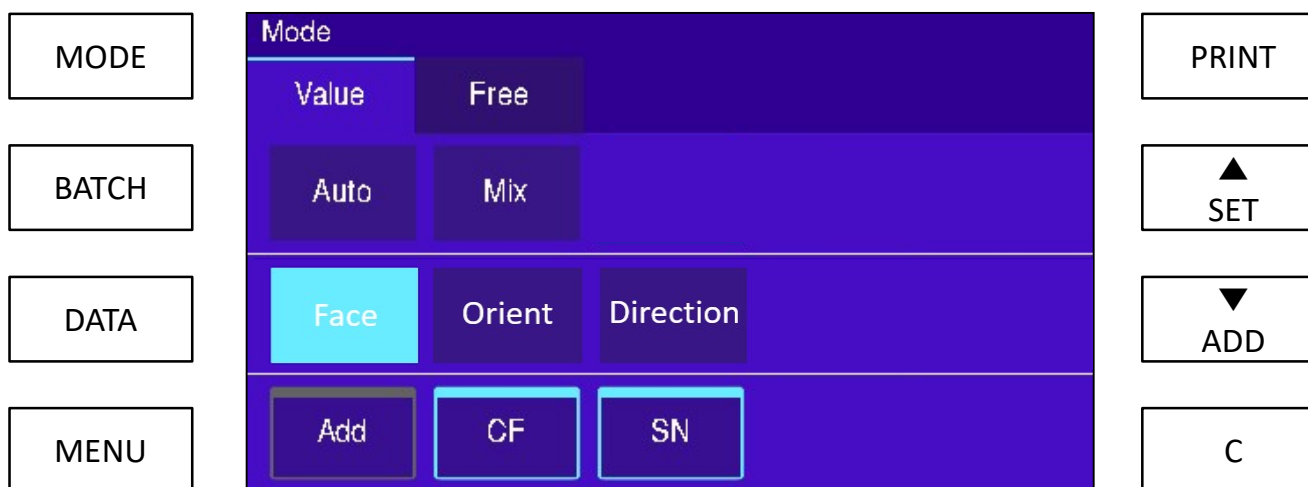 MODE
BATCH
DATA
MENU
Mode
Value Free
Auto Mix
Face Orient Direction
Add CF SN
PRINT
▲
SET
▼
ADD
C